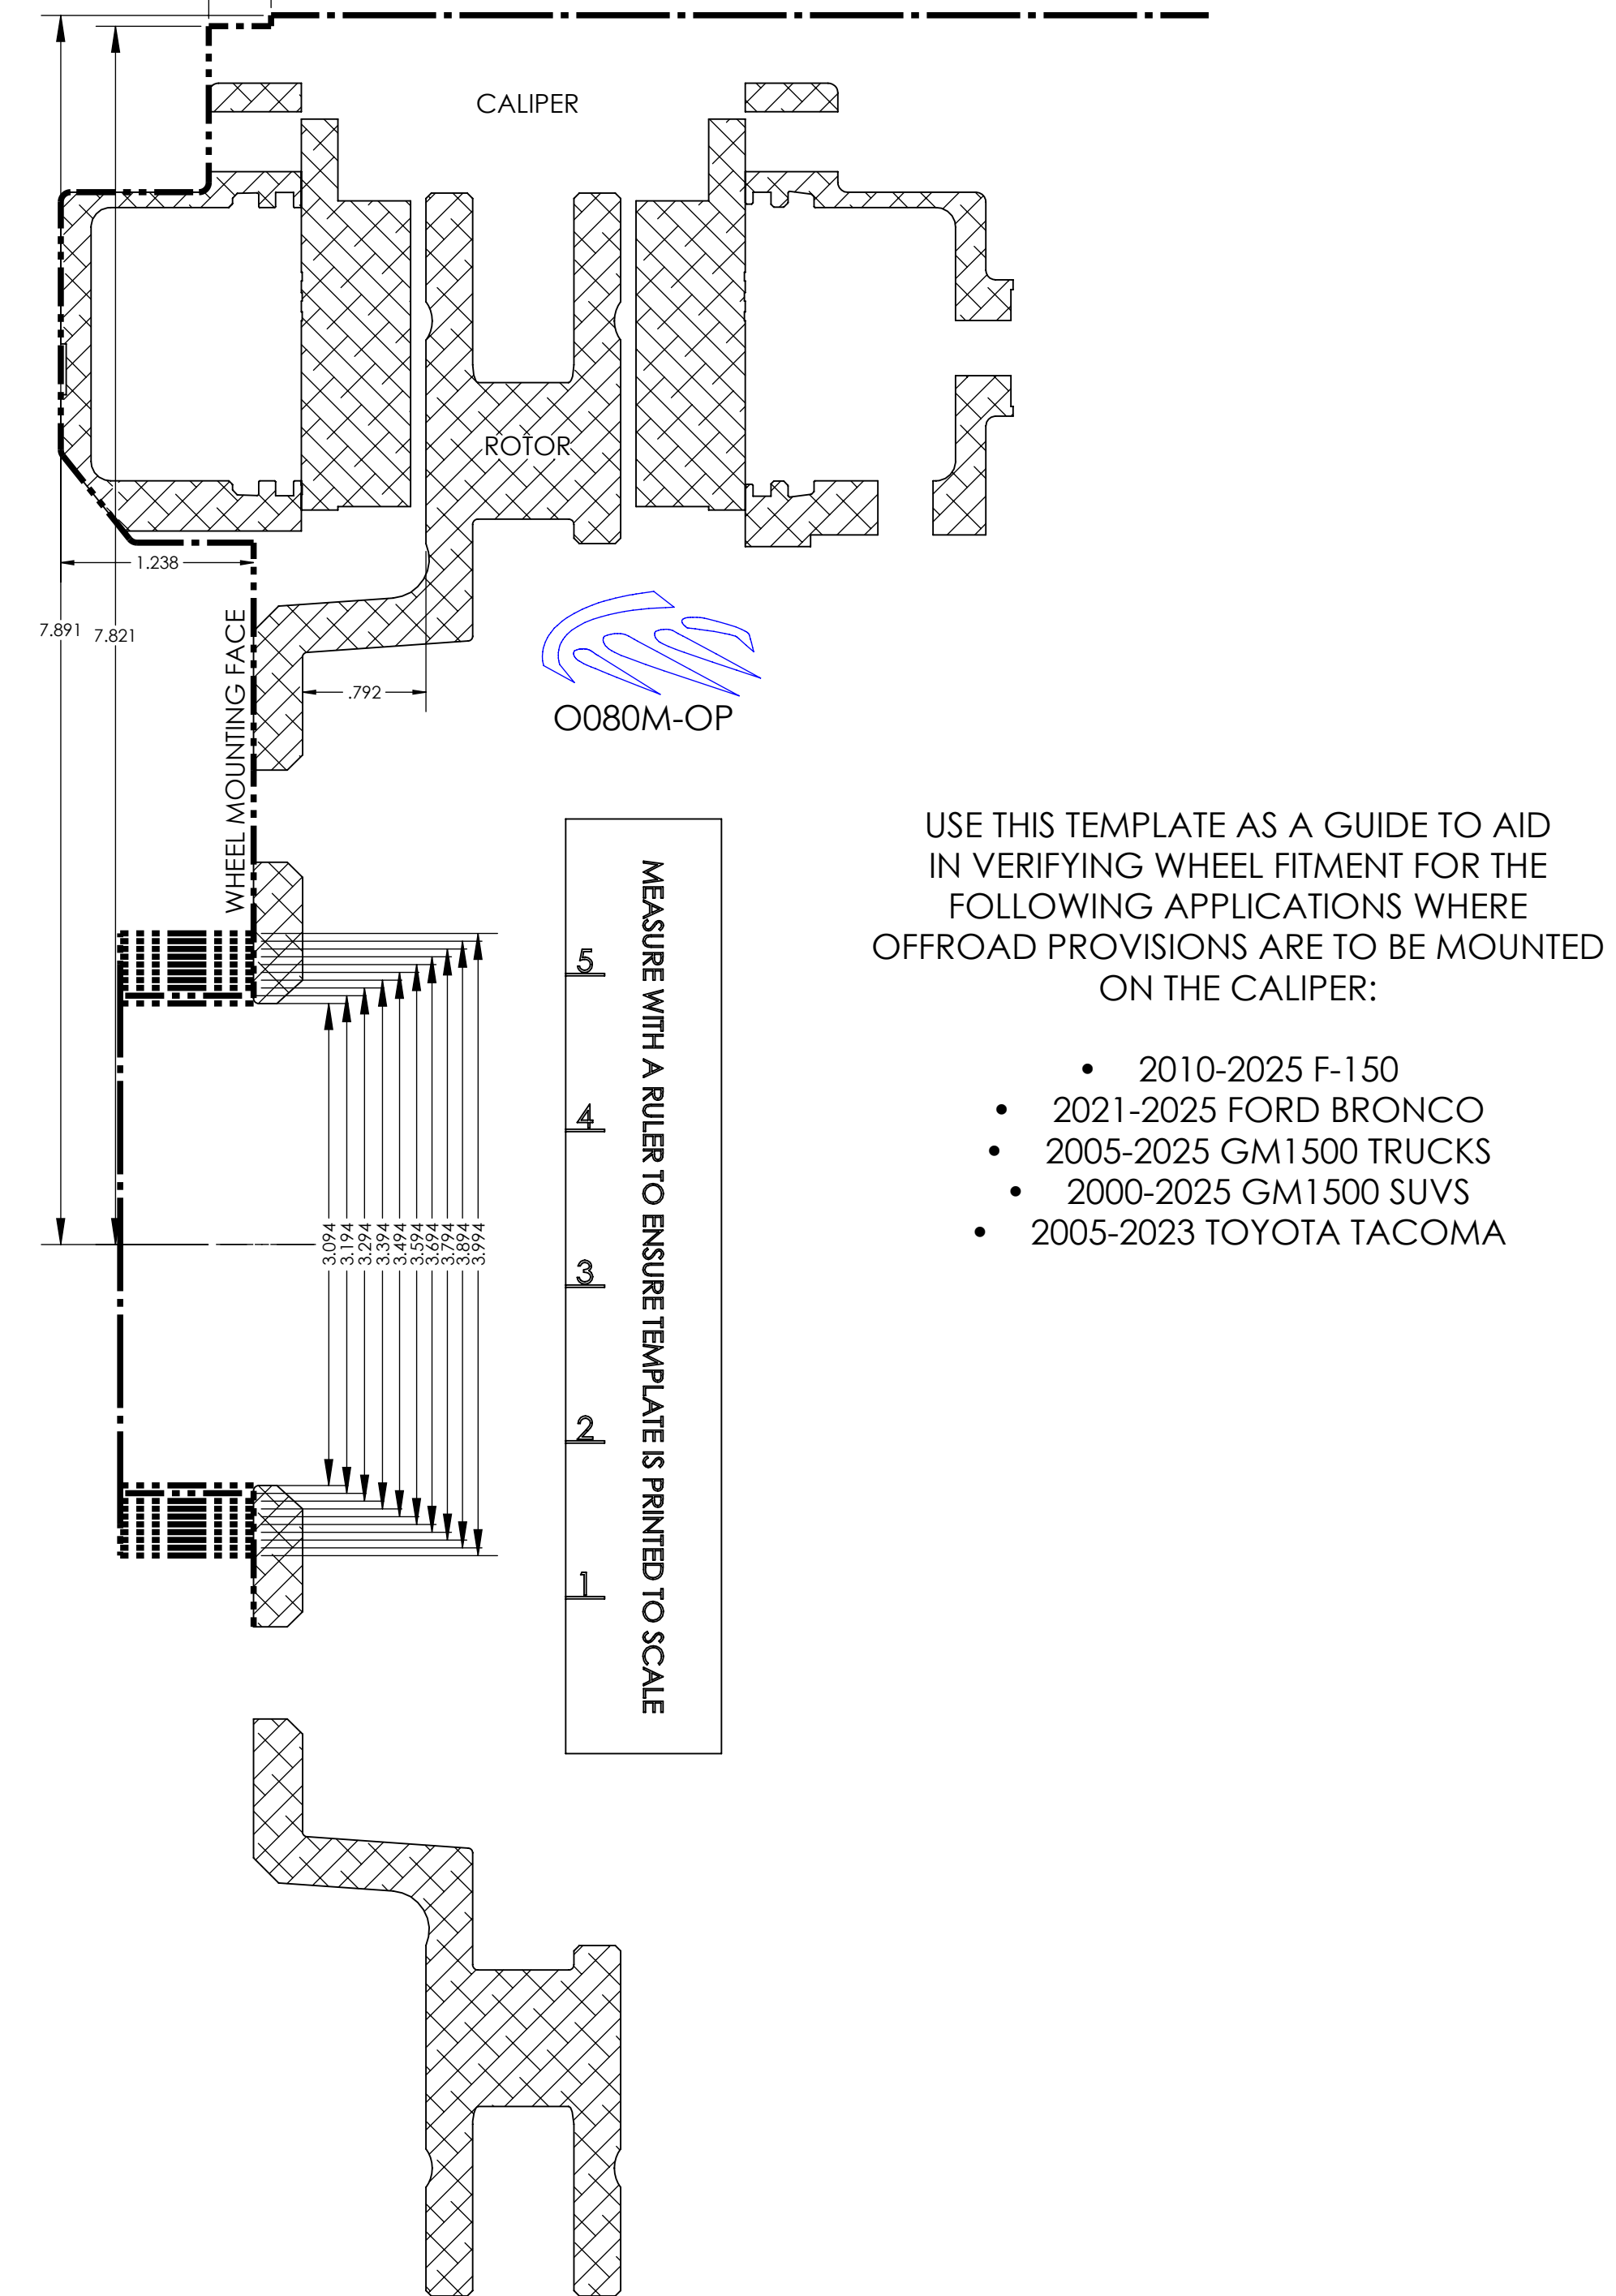 CALIPER
ROTOR
1.238
7.891
7.821
WHEEL MOUNTING FACE
.792
O080M-OP
USE THIS TEMPLATE AS A GUIDE TO AID
IN VERIFYING WHEEL FITMENT FOR THE
FOLLOWING APPLICATIONS WHERE
OFFROAD PROVISIONS ARE TO BE MOUNTED
ON THE CALIPER:
• 2010-2025 F-150
• 2021-2025 FORD BRONCO
• 2005-2025 GM1500 TRUCKS
• 2000-2025 GM1500 SUVS
• 2005-2023 TOYOTA TACOMA
3.094
3.194
3.294
3.394
3.494
3.594
3.694
3.794
3.894
3.994
5
4
3
2
1
MEASURE WITH A RULER TO ENSURE TEMPLATE IS PRINTED TO SCALE